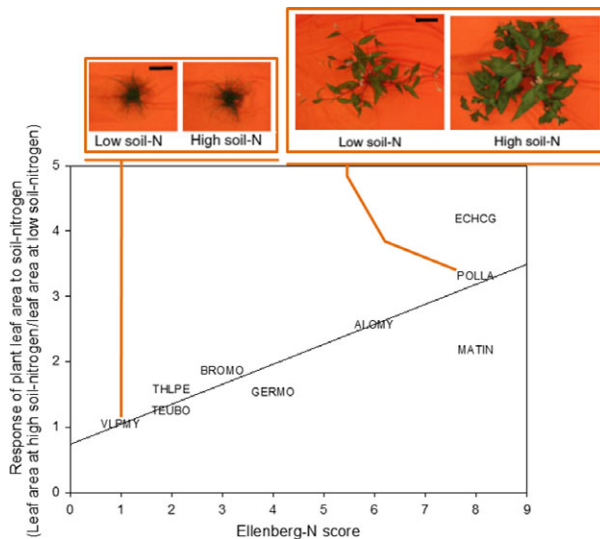 Low soil-N High soil-N
Low soil-N High soil-N
Response of plant leaf area to soil-nitrogen
(Leaf area at high soil-nitrogen/leaf area at low soil-nitrogen)
5
4
3
2
1
0
ECHCG
POLLA
ALOMY
MATIN
BROMO
THLPE
GERMO
TEUBO
VLPMY
0 1 2 3 4 5 6 7 8 9
Ellenberg-N score